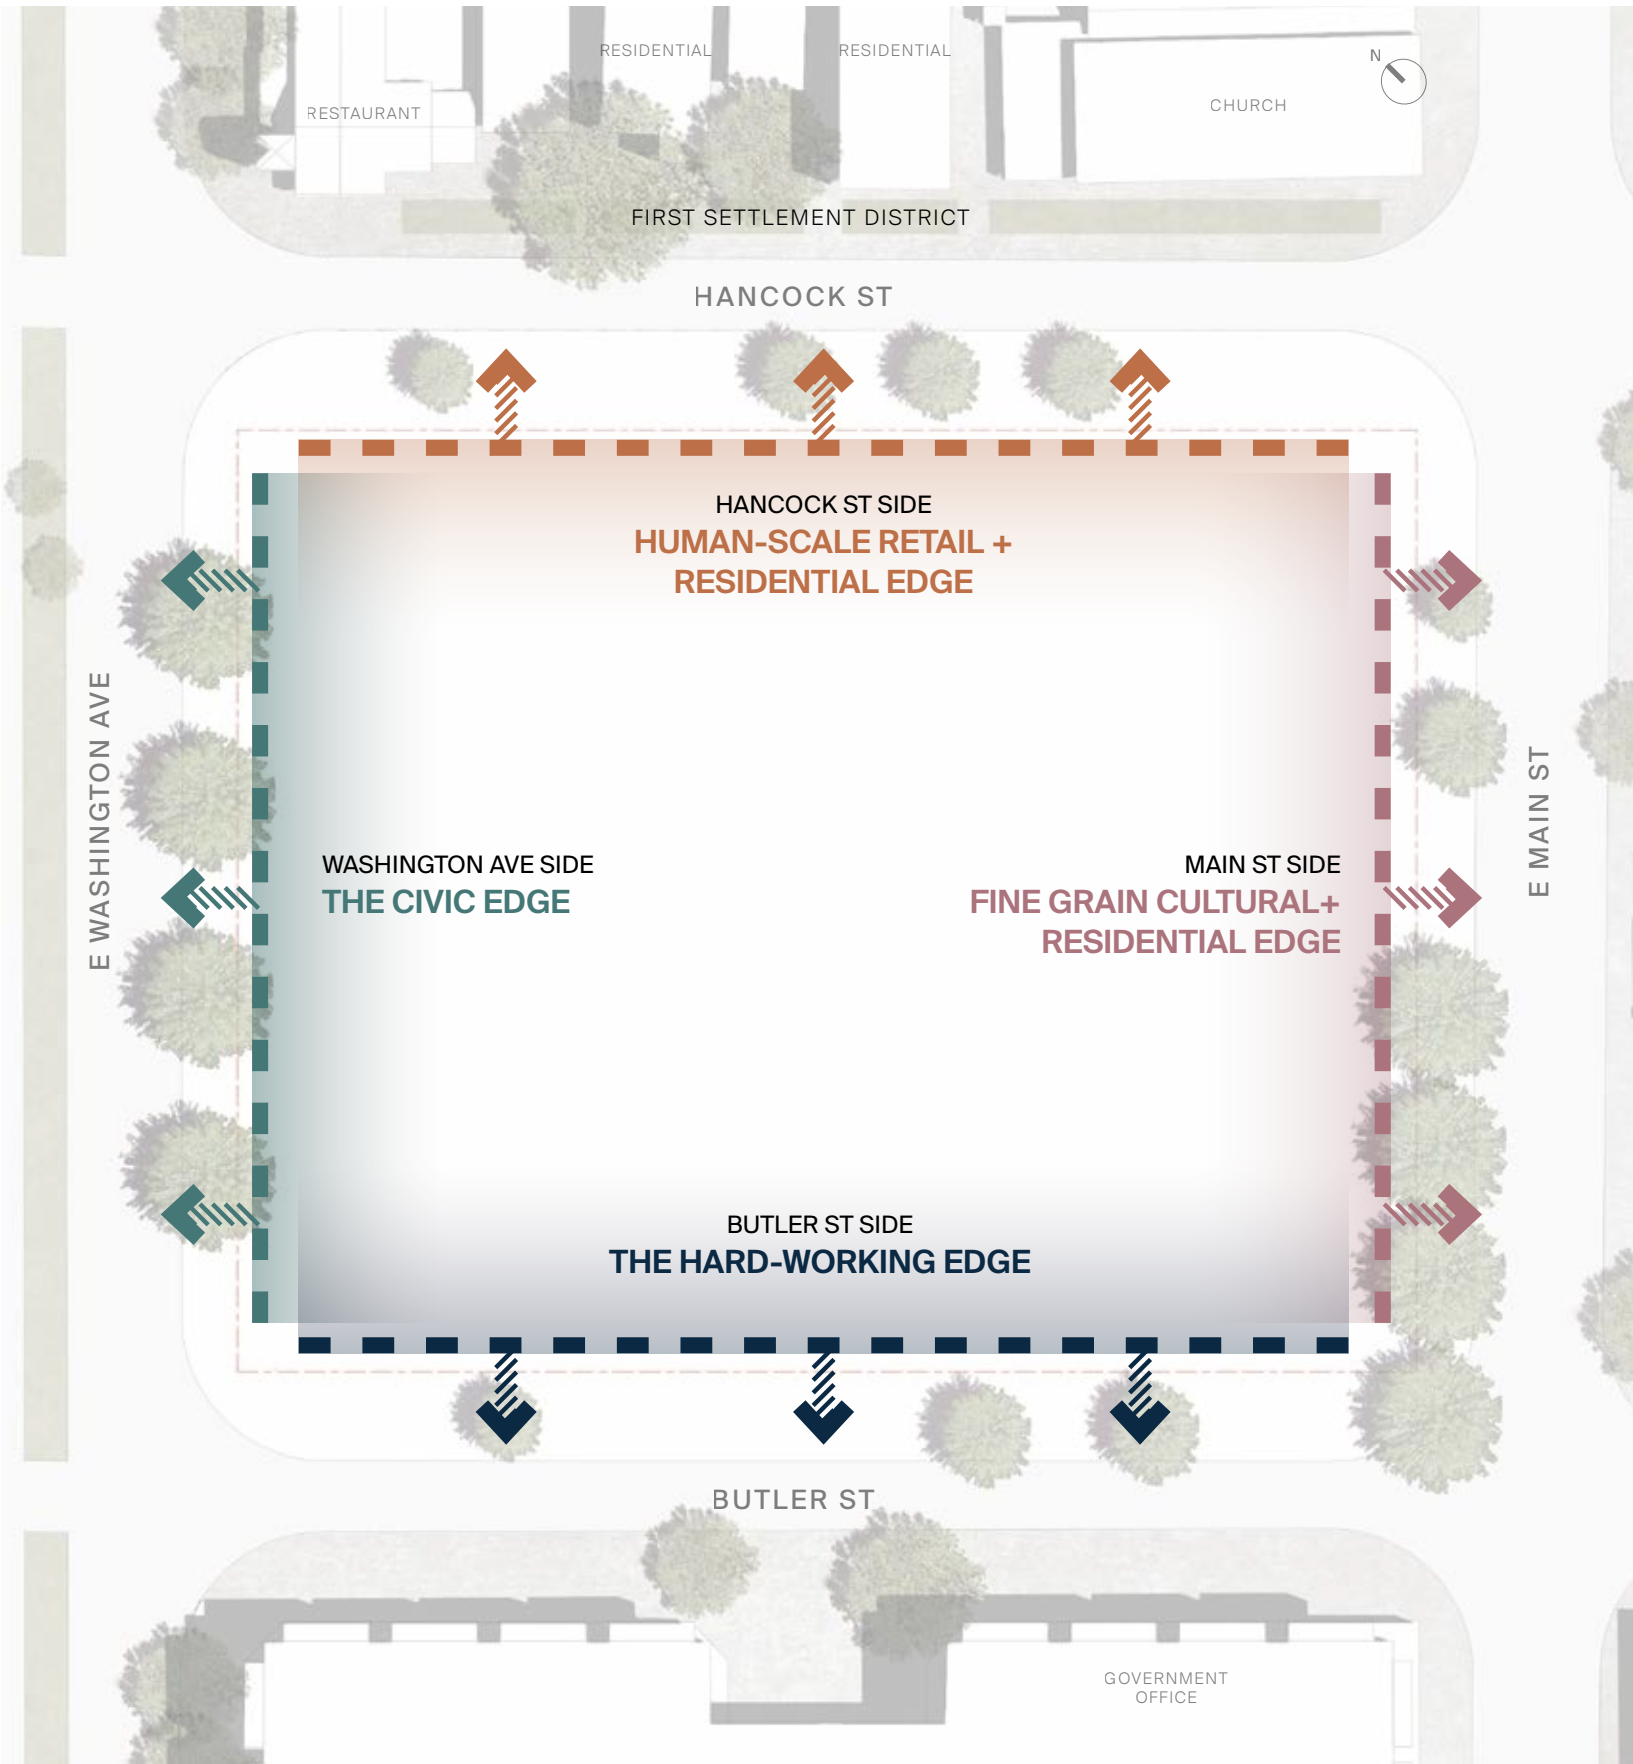 RESIDENTIAL
RESIDENTIAL
N
RESTAURANT
CHURCH
FIRST SETTLEMENT DISTRICT
HANCOCK ST
HANCOCK ST SIDE
HUMAN-SCALE RETAIL +
RESIDENTIAL EDGE
E WASHINGTON AVE
WASHINGTON AVE SIDE
THE CIVIC EDGE
MAIN ST SIDE
FINE GRAIN CULTURAL+
RESIDENTIAL EDGE
E MAIN ST
BUTLER ST SIDE
THE HARD-WORKING EDGE
BUTLER ST
GOVERNMENT
OFFICE